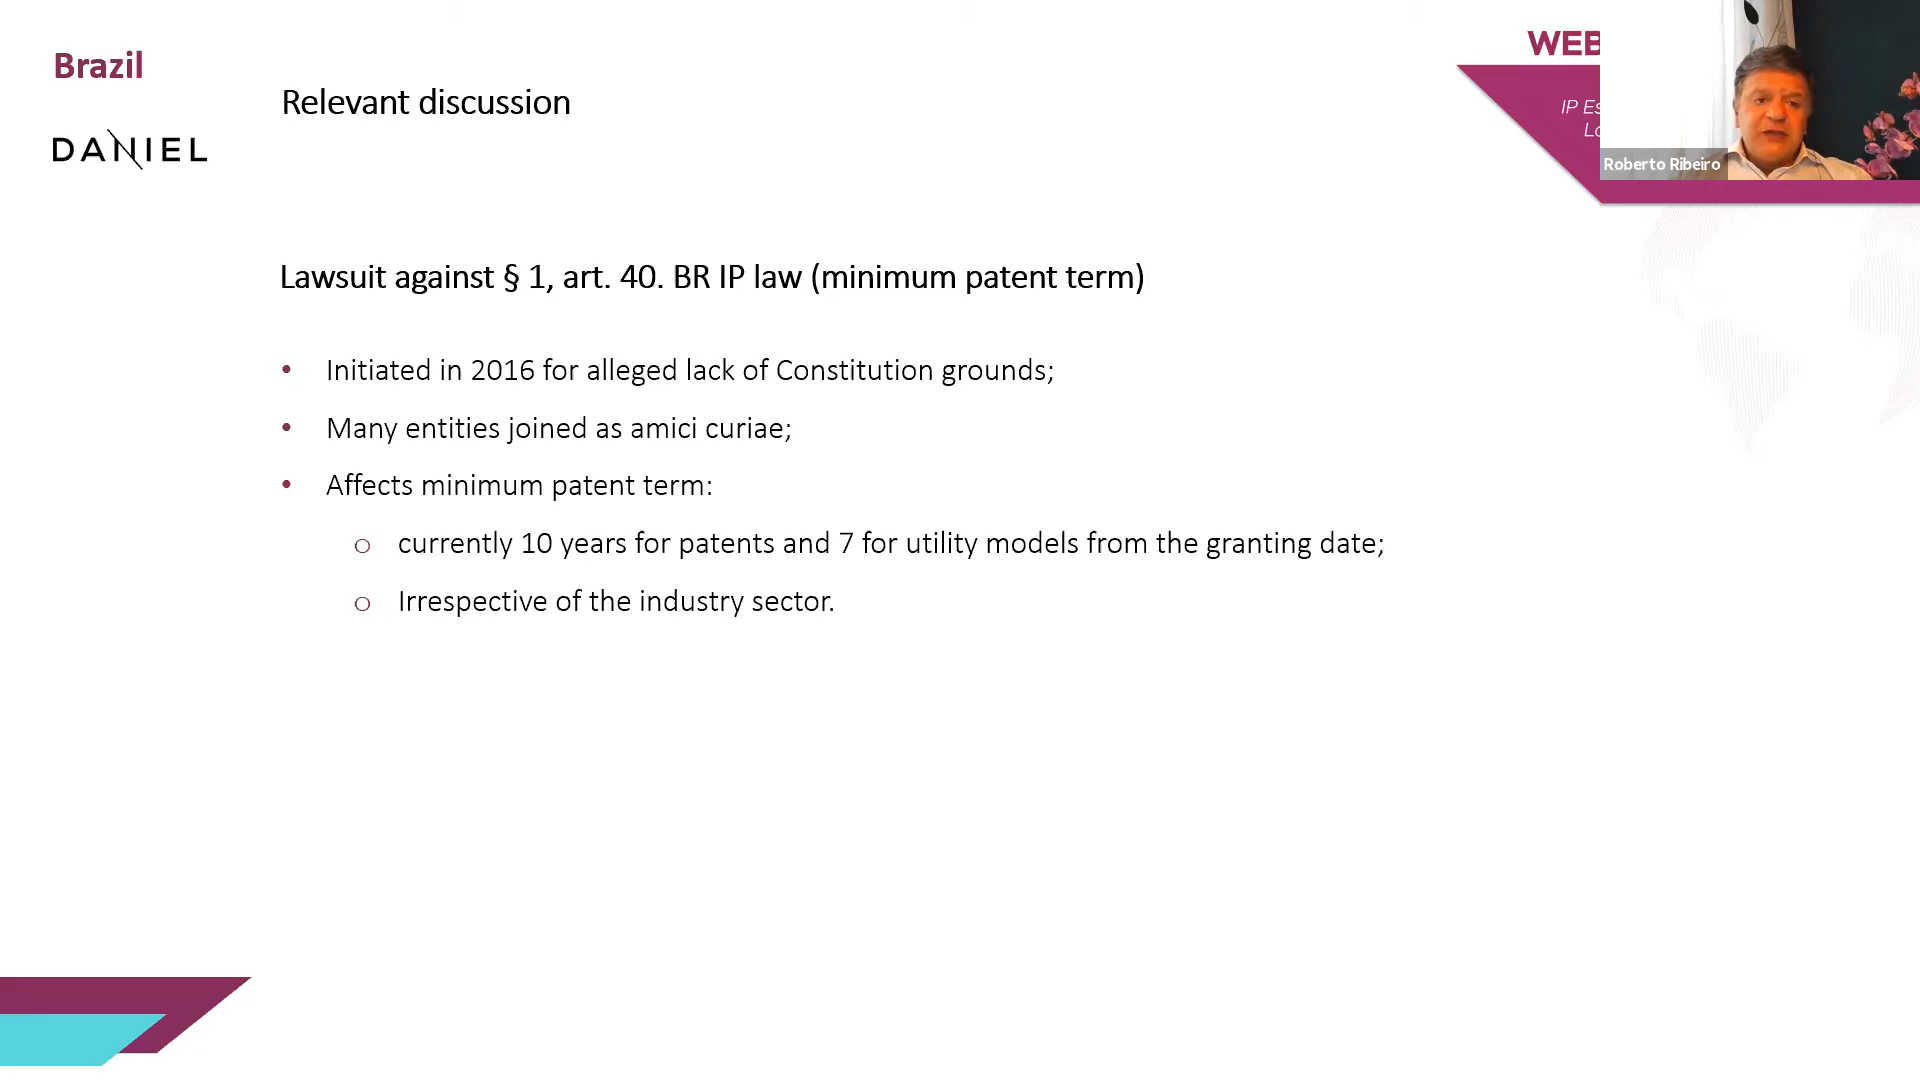 Brazil
DANIEL
Relevant discussion
WEB
IP Es
Lo
Roberto Ribeiro
Lawsuit against § 1, art. 40. BR IP law (minimum patent term)
• Initiated in 2016 for alleged lack of Constitution grounds;
• Many entities joined as amici curiae;
• Affects minimum patent term:
o currently 10 years for patents and 7 for utility models from the granting date;
o Irrespective of the industry sector.